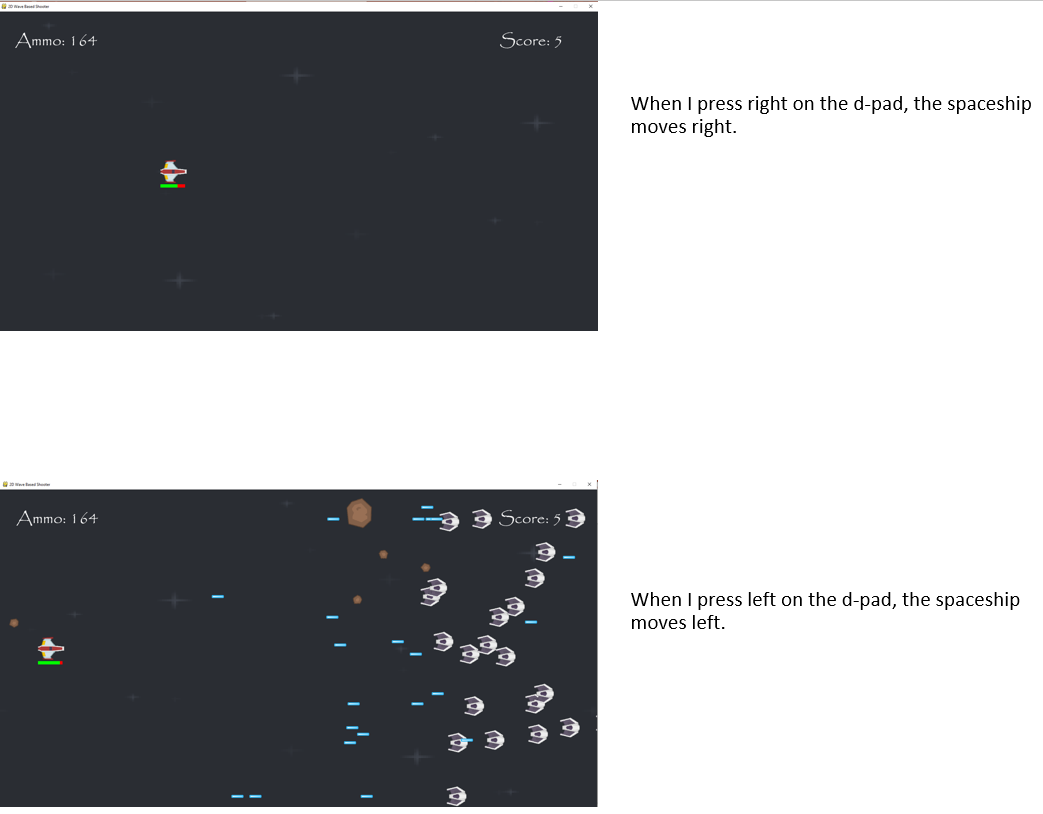 2D Wave Based Shooter
Ammo: 164
Score: 5
When I press right on the d-pad, the spaceship
moves right.
2D Wave Based Shooter
Ammo: 164
Score: 5
When I press left on the d-pad, the spaceship
moves left.